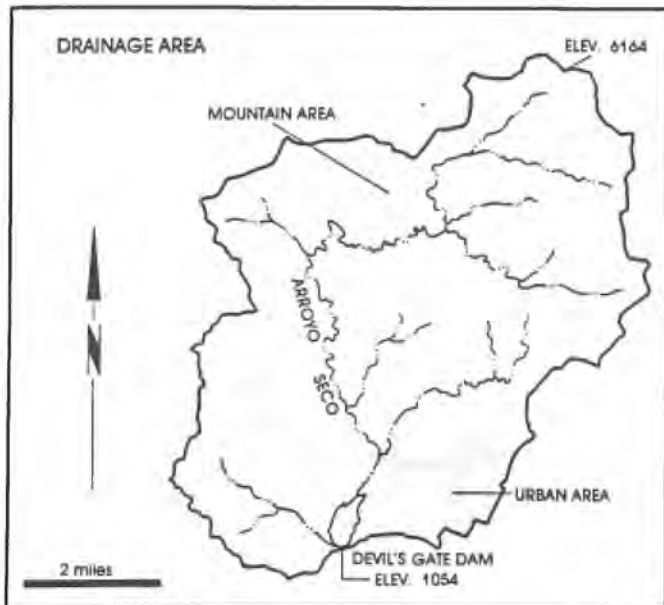 DRAINAGE AREA
ELEV. 6164
MOUNTAIN AREA
N
ARROYO
SECO
URBAN AREA
DEVIL'S GATE DAM
ELEV. 1054
2 miles